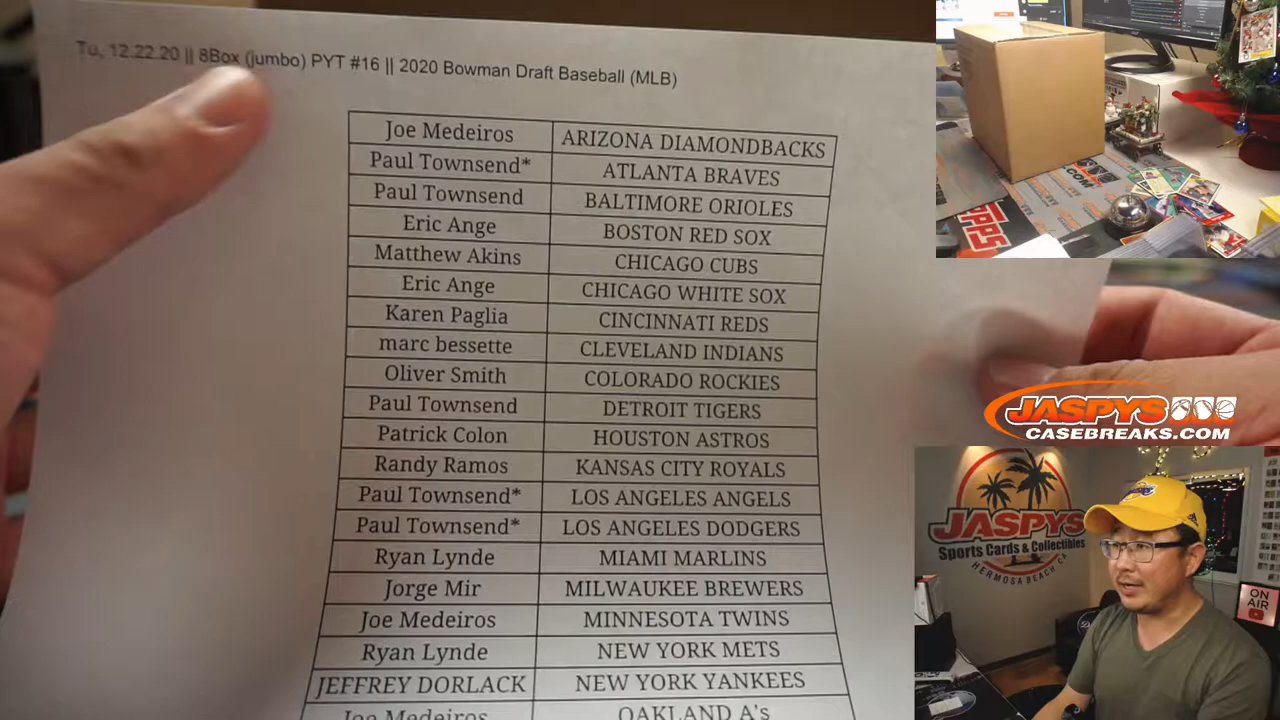 Tu, 12.22.20 || 8Box (jumbo) PYT #16 || 2020 Bowman Draft Baseball (MLB)
Joe Medeiros ARIZONA DIAMONDBACKS
Paul Townsend* ATLANTA BRAVES
Paul Townsend BALTIMORE ORIOLES
Eric Ange BOSTON RED SOX
Matthew Akins CHICAGO CUBS
Eric Ange CHICAGO WHITE SOX
Karen Paglia CINCINNATI REDS
marc bessette CLEVELAND INDIANS
Oliver Smith COLORADO ROCKIES
Paul Townsend DETROIT TIGERS
Patrick Colon HOUSTON ASTROS
Randy Ramos KANSAS CITY ROYALS
Paul Townsend* LOS ANGELES ANGELS
Paul Townsend* LOS ANGELES DODGERS
Ryan Lynde MIAMI MARLINS
Jorge Mir MILWAUKEE BREWERS
Joe Medeiros MINNESOTA TWINS
Ryan Lynde NEW YORK METS
JEFFREY DORLACK NEW YORK YANKEES
Joe Medeiros OAKLAND A's
TOPPS
.COM
JASPYS
CASEBREAKS.COM
JASPYS
Sports Cards & Collectibles
HERMOSA BEACH CA
ON
AIR